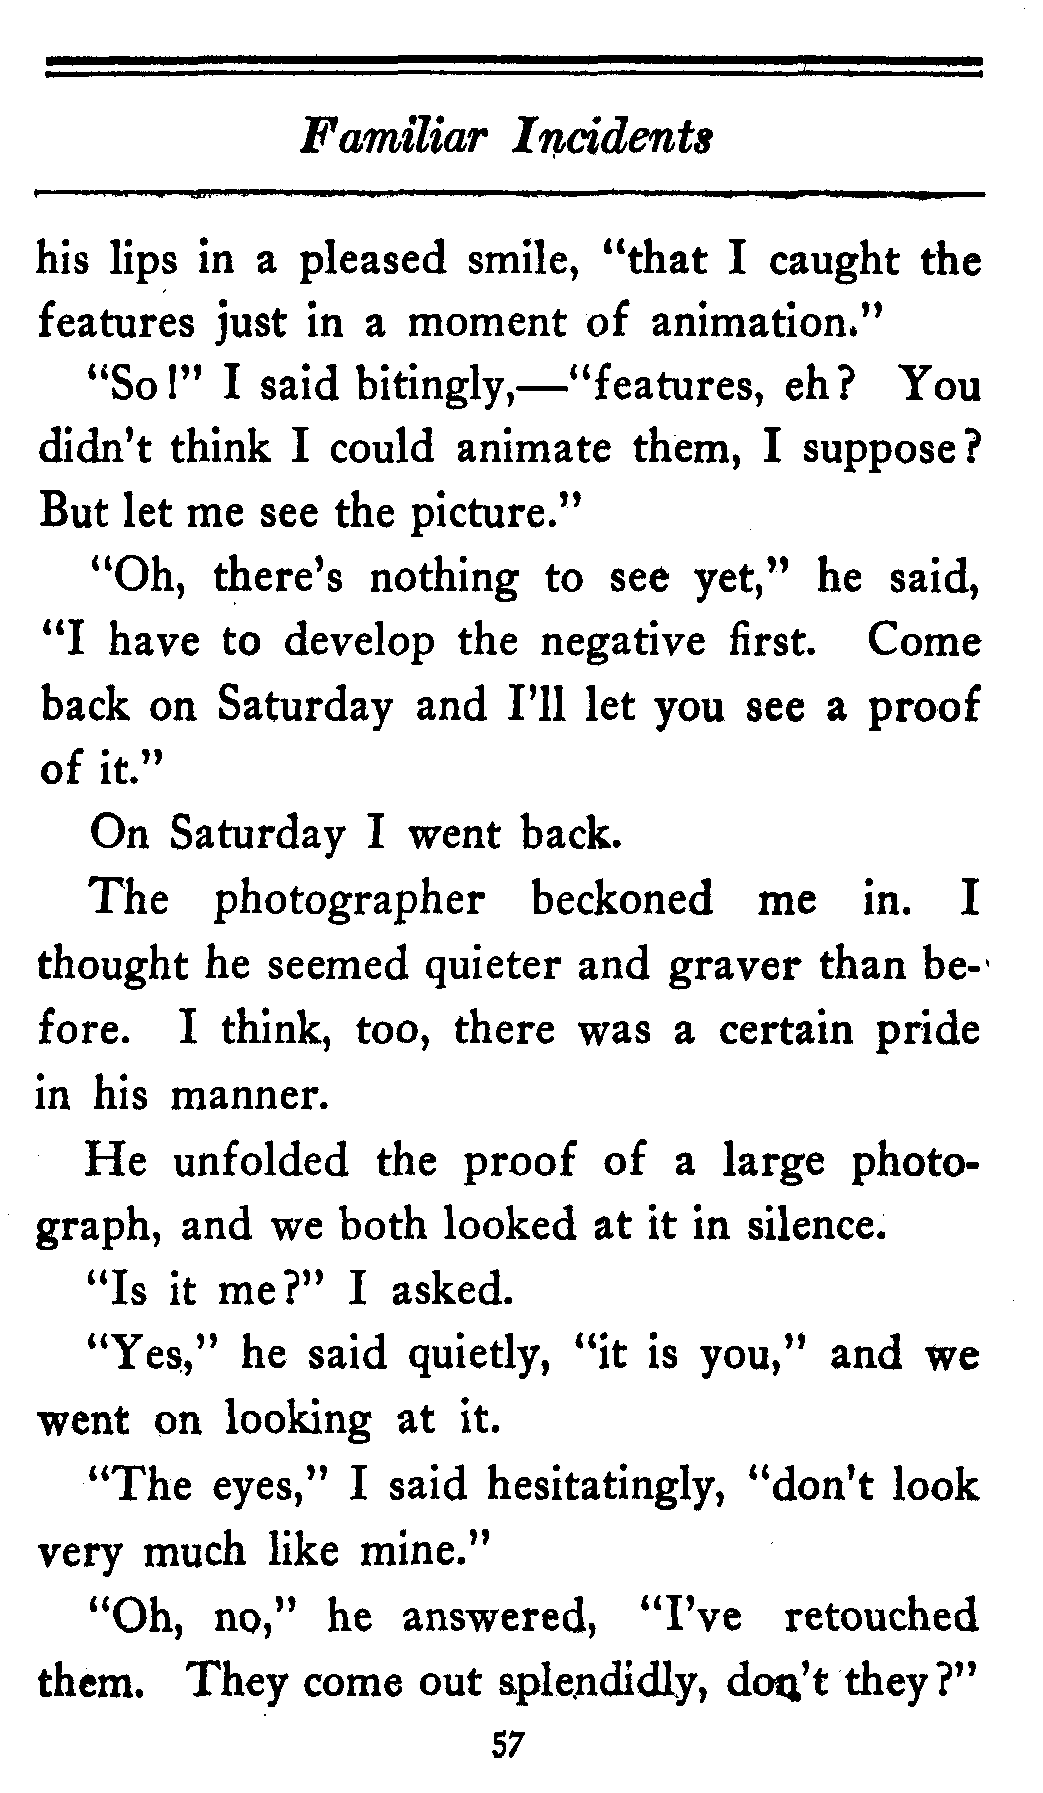 Familiar Incidents
his lips in a pleased smile, “that I caught the
features just in a moment of animation.”
“So!” I said bitingly,—“features, eh? You
didn’t think I could animate them, I suppose?
But let me see the picture.”
“Oh, there’s nothing to see yet,” he said,
“I have to develop the negative first. Come
back on Saturday and I’ll let you see a proof
of it.”
On Saturday I went back.
The photographer beckoned me in. I
thought he seemed quieter and graver than be-
fore. I think, too, there was a certain pride
in his manner.
He unfolded the proof of a large photo-
graph, and we both looked at it in silence.
“Is it me?” I asked.
“Yes,” he said quietly, “it is you,” and we
went on looking at it.
“The eyes,” I said hesitatingly, “don’t look
very much like mine.”
“Oh, no,” he answered, “I’ve retouched
them. They come out splendidly, don’t they?”
57